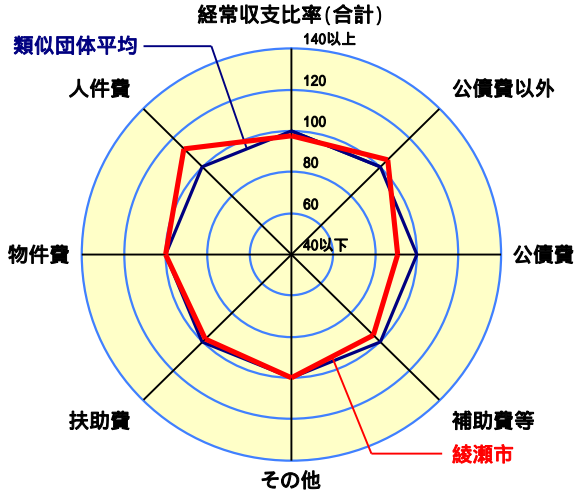 経常収支比率(合計)
類似団体平均
140以上
人件費
120
公債費以外
100
80
60
40以下
物件費
公債費
扶助費
補助費等
綾瀬市
その他